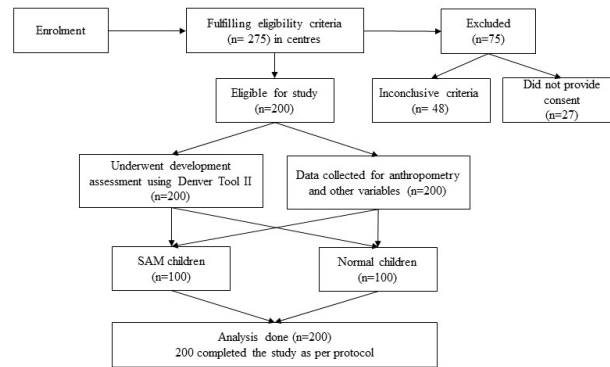 Enrolment
Fulfilling eligibility criteria
(n= 275) in centres
Excluded
(n=75)
Eligible for study
(n=200)
Inconclusive criteria
(n= 48)
Did not provide
consent
(n=27)
Underwent development
assessment using Denver Tool II
(n=200)
Data collected for anthropometry
and other variables (n=200)
SAM children
(n=100)
Normal children
(n=100)
Analysis done (n=200)
200 completed the study as per protocol